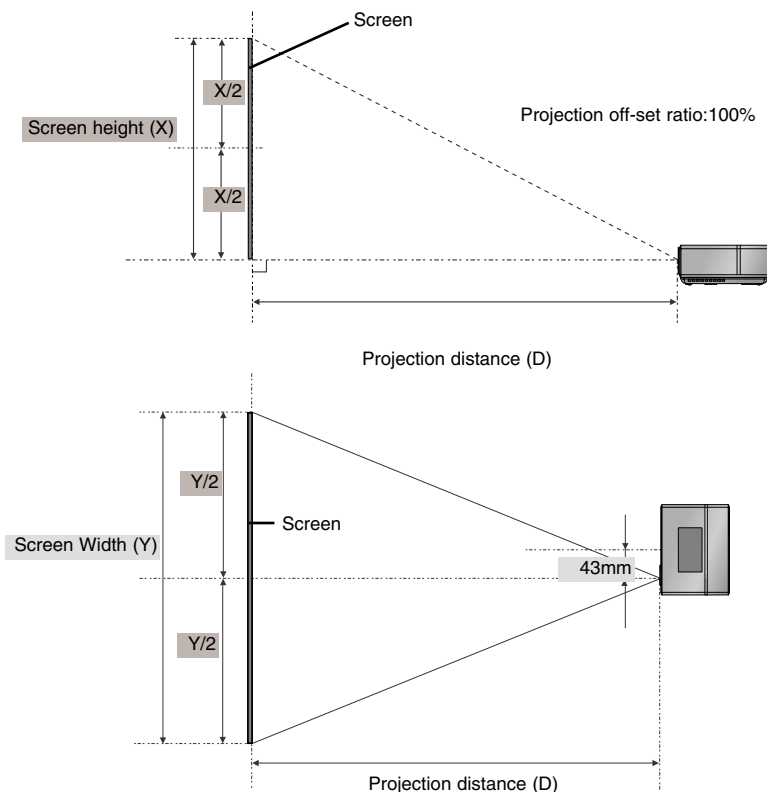 Screen
X/2
Screen height (X)
Projection off-set ratio:100%
X/2
Projection distance (D)
Y/2
Screen
Screen Width (Y)
43mm
Y/2
Projection distance (D)